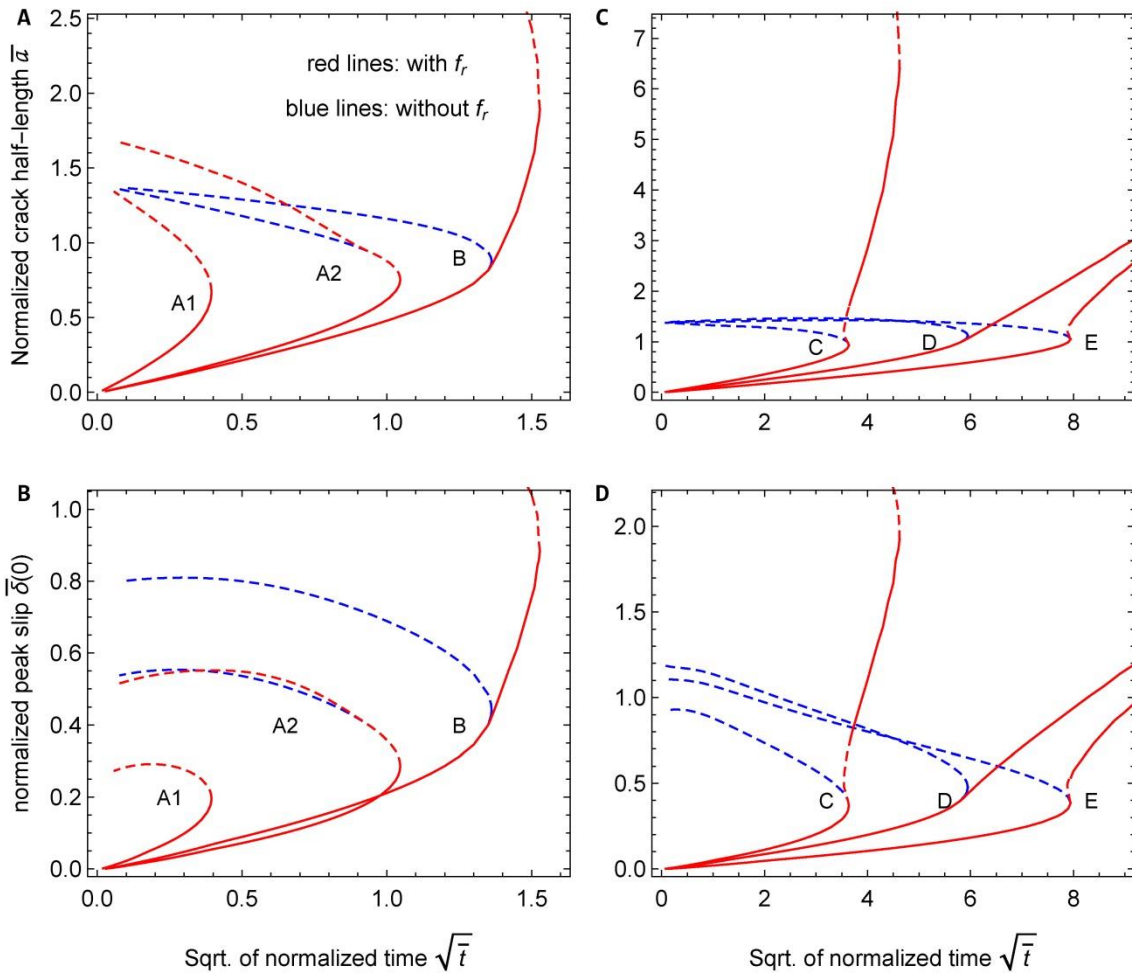 A
Normalized crack half-length a̅
2.5
2.0
1.5
1.0
0.5
0.0
red lines: with f_r
blue lines: without f_r
A1
A2
B
0.0 0.5 1.0 1.5
C
7
6
5
4
3
2
1
0
C
D
E
0 2 4 6 8
B
normalized peak slip δ̅(0)
1.0
0.8
0.6
0.4
0.2
0.0
A1
A2
B
0.0 0.5 1.0 1.5
Sqrt. of normalized time √t̅
D
2.0
1.5
1.0
0.5
0.0
C
D
E
0 2 4 6 8
Sqrt. of normalized time √t̅